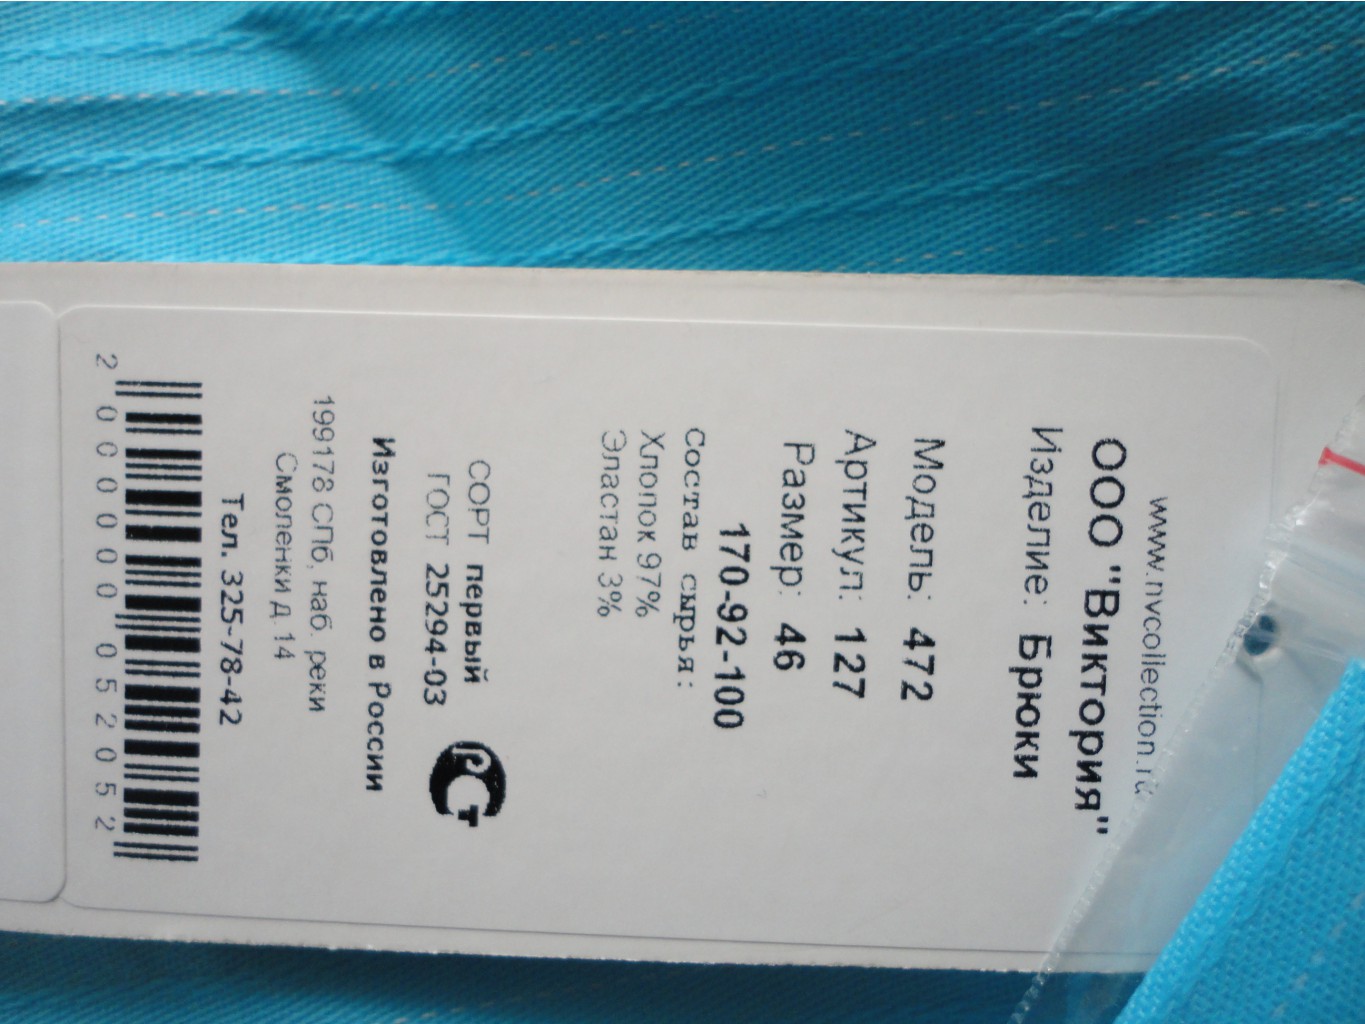 www.nvcollection.ru
ООО "Виктория"
Изделие: Брюки
Модель: 472
Артикул: 127
Размер: 46
170-92-100
Состав сырья:
Хлопок 97%
Эластан 3%
СОРТ первый
ГОСТ 25294-03
РСТ
Изготовлено в России
199178 СПб, наб. реки
Смоленки д. 14
Тел. 325-78-42
2 000000 052052